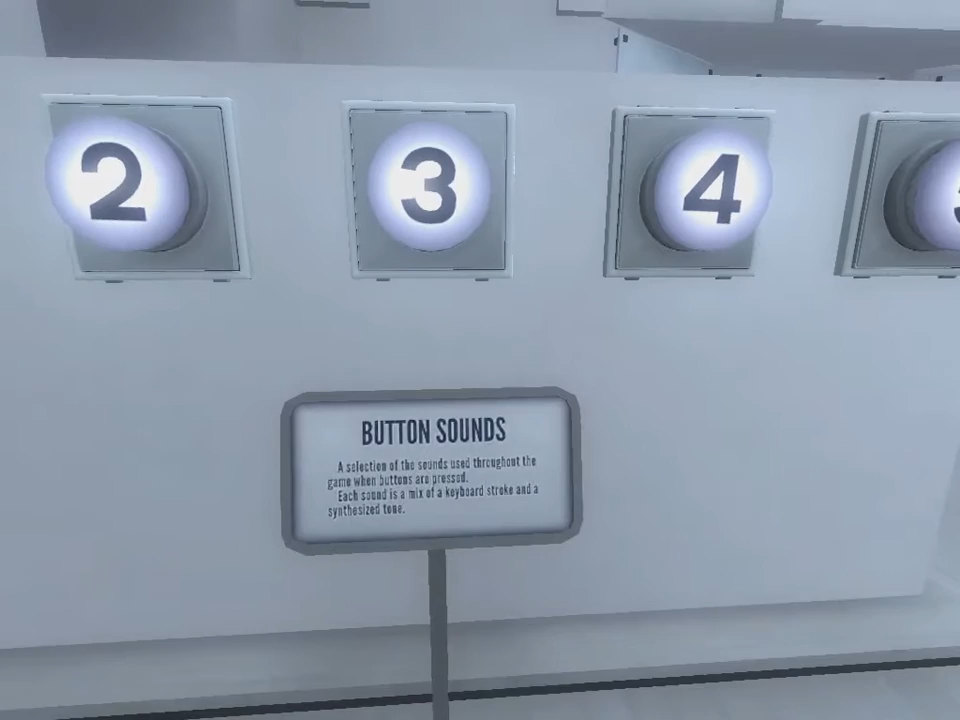 2 3 4 5
BUTTON SOUNDS
A selection of the sounds used throughout the
game when buttons are pressed.
Each sound is a mix of a keyboard stroke and a
synthesized tone.